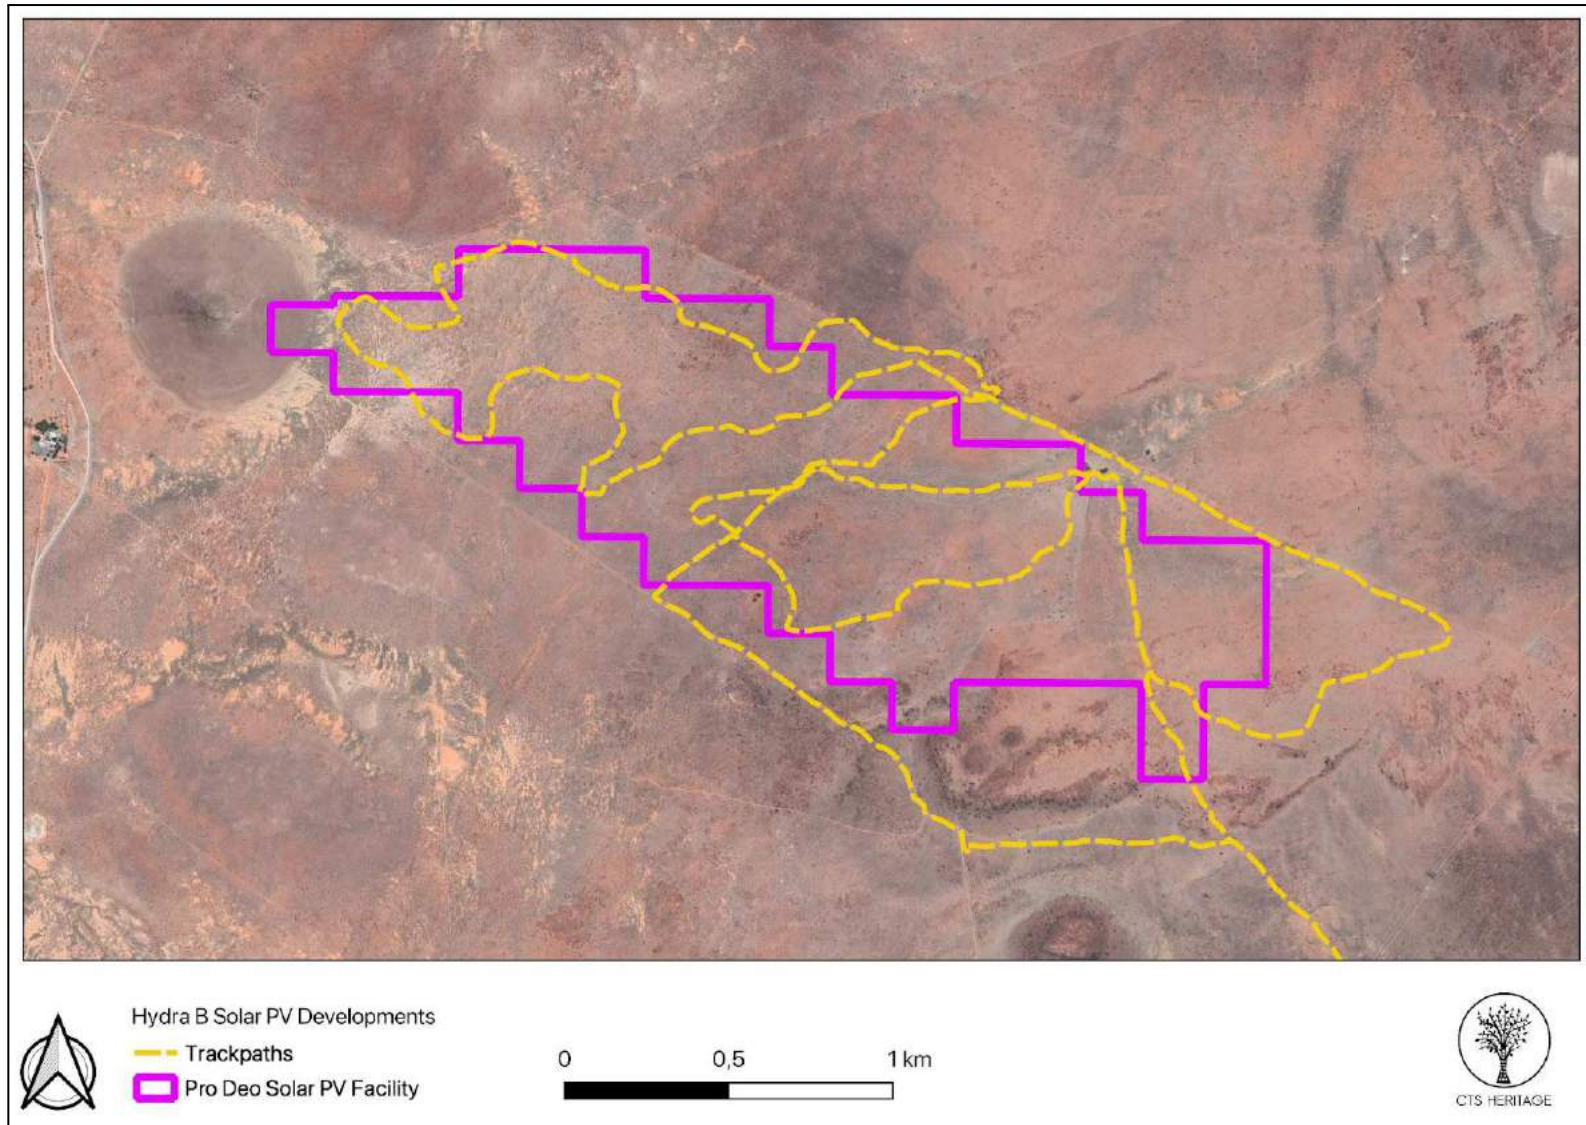 Hydra B Solar PV Developments
Trackpaths
Pro Deo Solar PV Facility
0 0,5 1 km
CTS HERITAGE